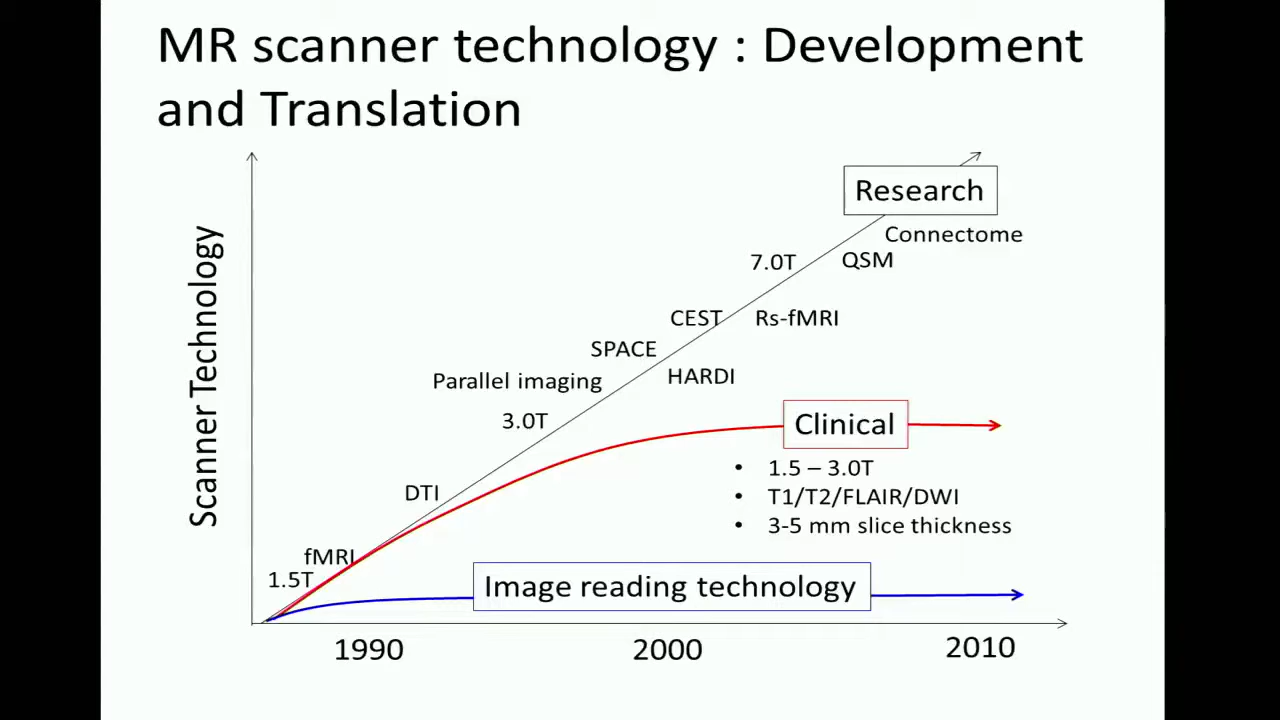 MR scanner technology : Development
and Translation
Scanner Technology
Research
Connectome
7.0T
QSM
CEST
Rs-fMRI
SPACE
HARDI
Parallel imaging
3.0T
Clinical
• 1.5 – 3.0T
• T1/T2/FLAIR/DWI
• 3-5 mm slice thickness
DTI
fMRI
1.5T
Image reading technology
1990
2000
2010